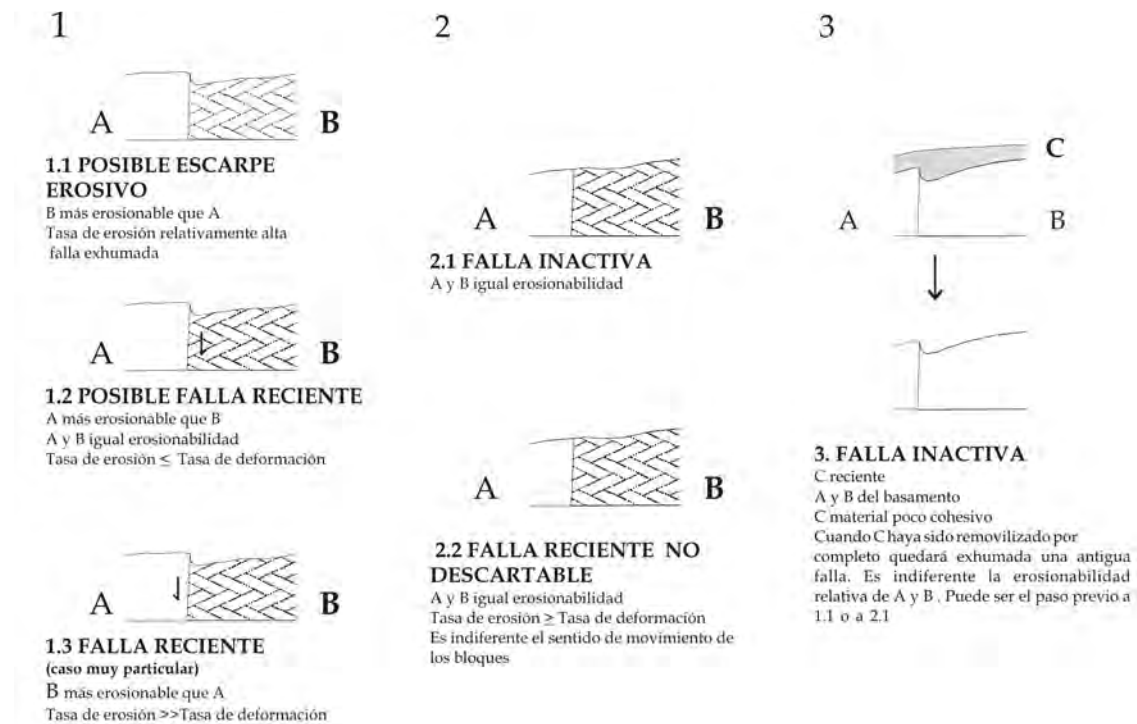 1
A
B
1.1 POSIBLE ESCARPE
EROSIVO
B más erosionable que A
Tasa de erosión relativamente alta
falla exhumada
A
B
1.2 POSIBLE FALLA RECIENTE
A más erosionable que B
A y B igual erosionabilidad
Tasa de erosión ≤ Tasa de deformación
A
B
1.3 FALLA RECIENTE
(caso muy particular)
B más erosionable que A
Tasa de erosión >>Tasa de deformación
2
A
B
2.1 FALLA INACTIVA
A y B igual erosionabilidad
A
B
2.2 FALLA RECIENTE NO
DESCARTABLE
A y B igual erosionabilidad
Tasa de erosión ≥ Tasa de deformación
Es indiferente el sentido de movimiento de
los bloques
3
C
A
B
3. FALLA INACTIVA
C reciente
A y B del basamento
C material poco cohesivo
Cuando C haya sido removilizado por
completo quedará exhumada una antigua
falla. Es indiferente la erosionabilidad
relativa de A y B . Puede ser el paso previo a
1.1 o a 2.1